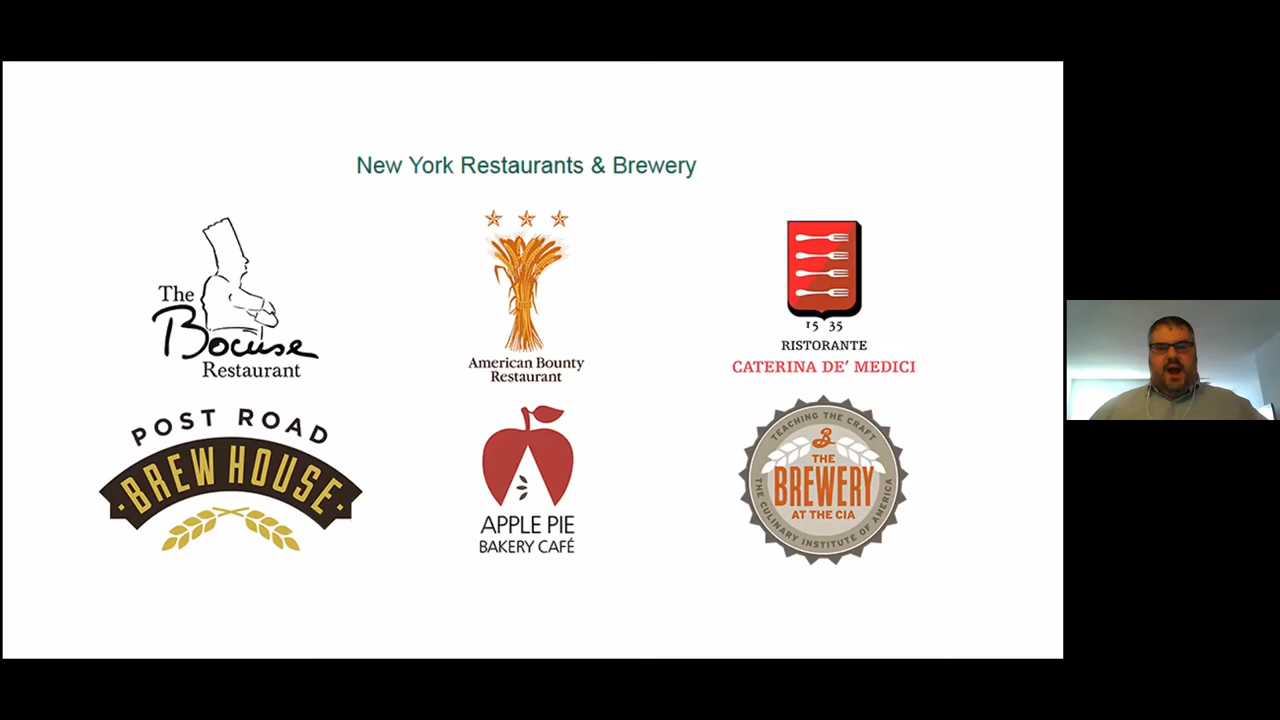 New York Restaurants & Brewery
The
Bocuse
Restaurant
American Bounty
Restaurant
15 35
RISTORANTE
CATERINA DE' MEDICI
POST ROAD
BREW HOUSE
APPLE PIE
BAKERY CAFÉ
TEACHING THE CRAFT
B
THE
BREWERY
AT THE CIA
THE CULINARY INSTITUTE OF AMERICA